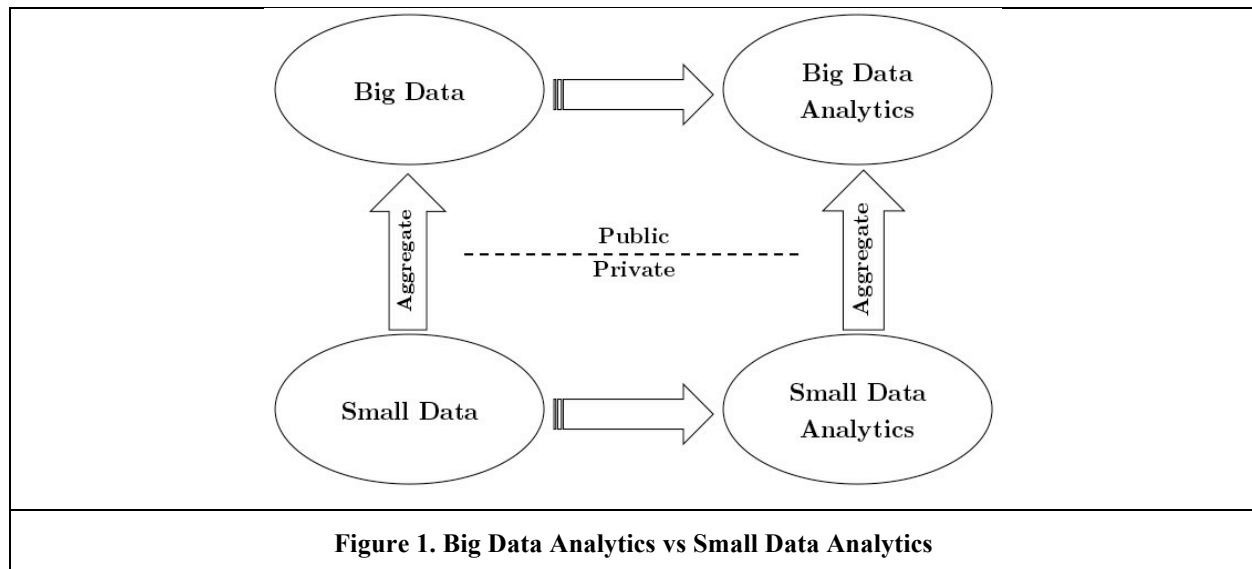 Big Data
Big Data
Analytics
Aggregate
Public
Private
Aggregate
Small Data
Small Data
Analytics
Figure 1. Big Data Analytics vs Small Data Analytics